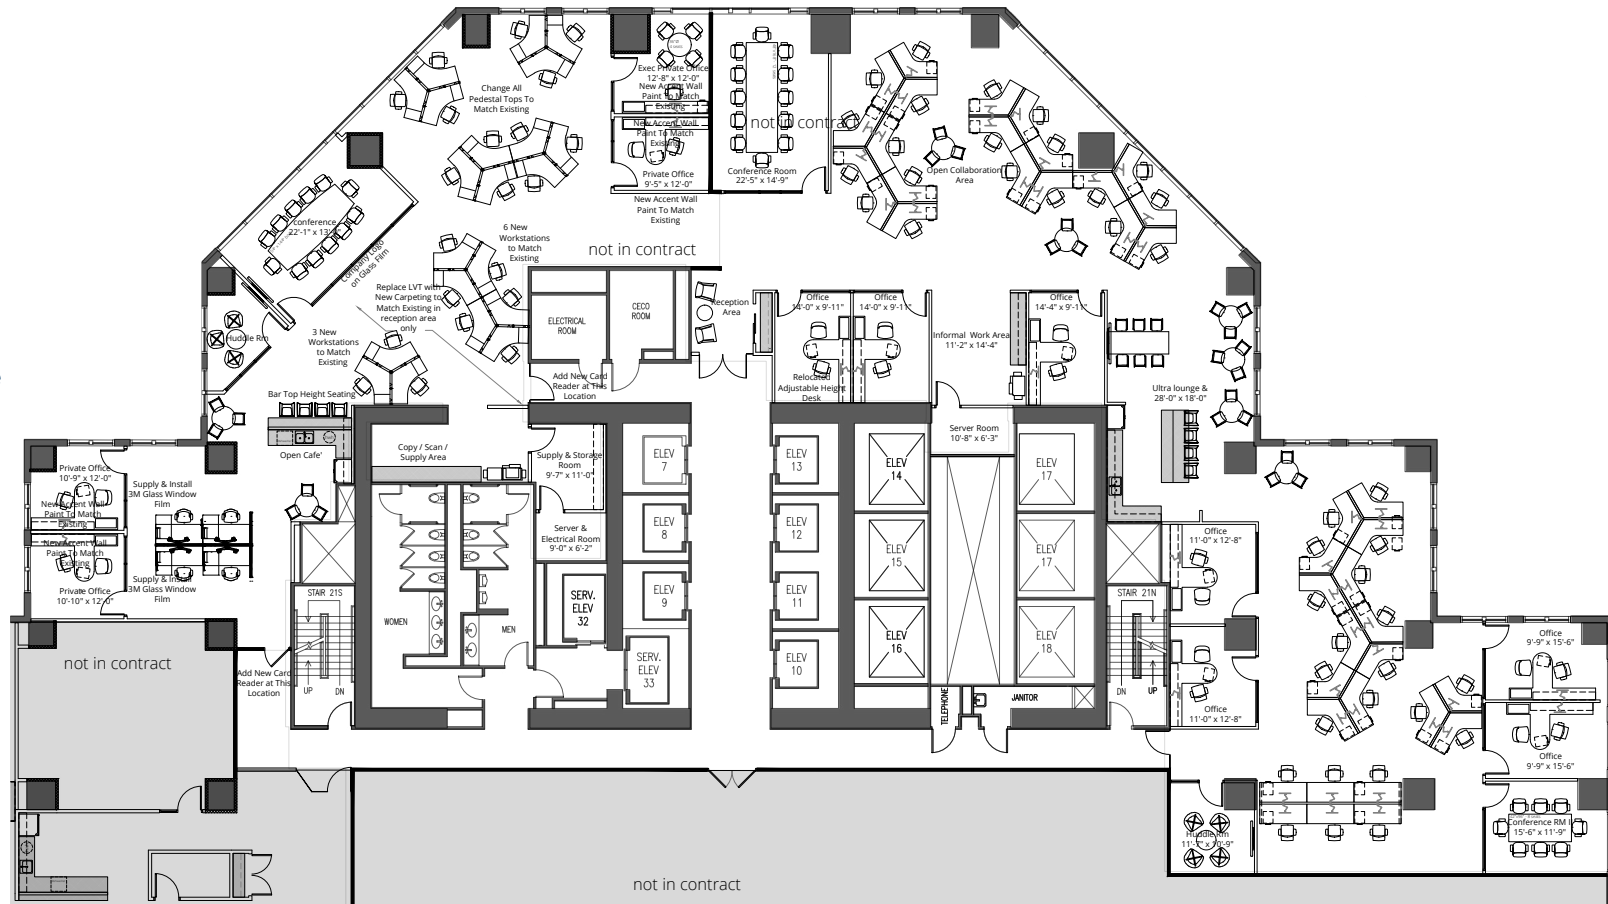 Change All
Pedestal Tops To
Match Existing
Exec Private Office
12'-8" x 12'-0"
New Accent Wall
Paint To Match
Existing
New Accent Wall
Paint To Match
Existing
Private Office
9'-5" x 12'-0"
New Accent Wall
Paint To Match
Existing
not in contract
Conference Room
22'-5" x 14'-9"
Open Collaboration
Area
conference
22'-1" x 13'
Company Logo
on Glass Film
6 New
Workstations
to Match
Existing
not in contract
Replace LVT with
New Carpeting to
Match Existing in
reception area
only
3 New
Workstations
to Match
Existing
Huddle Rm
ELECTRICAL
ROOM
CECO
ROOM
Reception
Area
Office
14'-0" x 9'-11"
Office
14'-0" x 9'-11"
Informal Work Area
11'-2" x 14'-4"
Office
14'-4" x 9'-11"
Add New Card
Reader at This
Location
Relocated
Adjustable Height
Desk
Ultra lounge &
28'-0" x 18'-0"
Bar Top Height Seating
Open Cafe'
Copy / Scan /
Supply Area
Supply & Storage
Room
9'-7" x 11'-0"
Server Room
10'-8" x 6'-3"
ELEV
7
ELEV
13
ELEV
14
ELEV
17
Private Office
10'-9" x 12'-0"
New Accent Wall
Paint To Match
Existing
Supply & Install
3M Glass Window
Film
Server &
Electrical Room
9'-0" x 6'-2"
ELEV
8
ELEV
12
ELEV
15
ELEV
17
Office
11'-0" x 12'-8"
New Accent Wall
Paint To Match
Existing
Private Office
10'-10" x 12'-0"
Supply & Install
3M Glass Window
Film
STAIR 21S
WOMEN
MEN
SERV.
ELEV
32
ELEV
9
ELEV
11
STAIR 21N
ELEV
16
ELEV
18
SERV.
ELEV
33
ELEV
10
UP
DN
DN
UP
TELEPHONE
JANITOR
Office
11'-0" x 12'-8"
Office
9'-9" x 15'-6"
Office
9'-9" x 15'-6"
not in contract
Add New Card
Reader at This
Location
Huddle Rm
11'-7" x 10'-9"
Conference RM
15'-6" x 11'-9"
not in contract